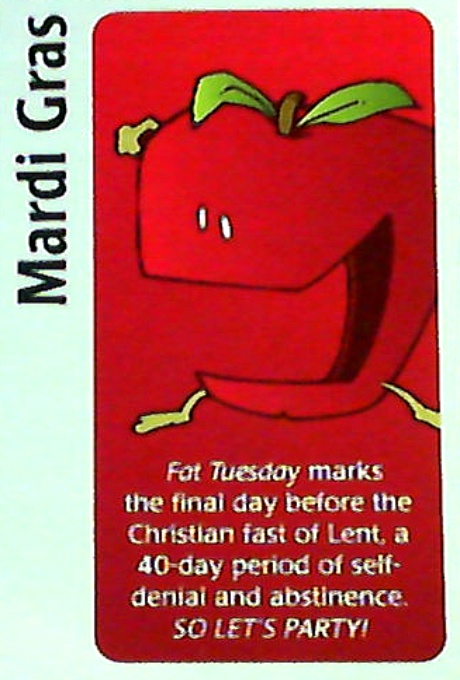 Mardi Gras
Fat Tuesday marks
the final day before the
Christian fast of Lent, a
40-day period of self-
denial and abstinence.
SO LET'S PARTY!